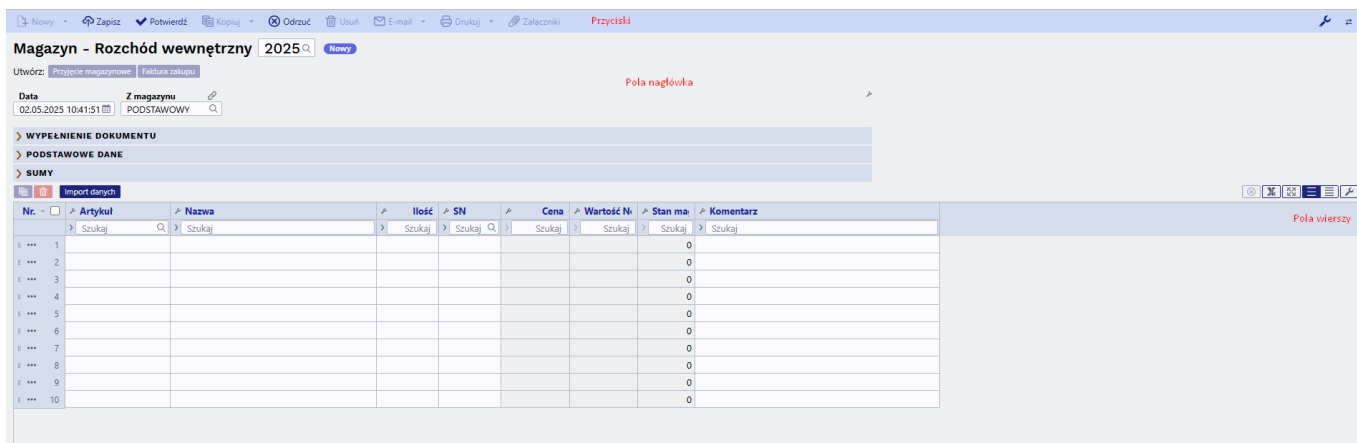 Nowy Zapisz Potwierdź Kopiuj Odrzuć Usuń E-mail Drukuj Załączniki Przyciski
Magazyn - Rozchód wewnętrzny 2025 Nowy
Utwórz: Przyjęcie magazynowe Faktura zakupu
Pola nagłówka
Data Z magazynu
02.05.2025 10:41:51 PODSTAWOWY
WYPEŁNIENIE DOKUMENTU
PODSTAWOWE DANE
SUMY
Import danych
Nr. Artykuł Nazwa Ilość SN Cena Wartość N Stan ma Komentarz
Pola wierszy
Szukaj Szukaj Szukaj Szukaj Szukaj Szukaj Szukaj Szukaj
1 0
2 0
3 0
4 0
5 0
6 0
7 0
8 0
9 0
10 0